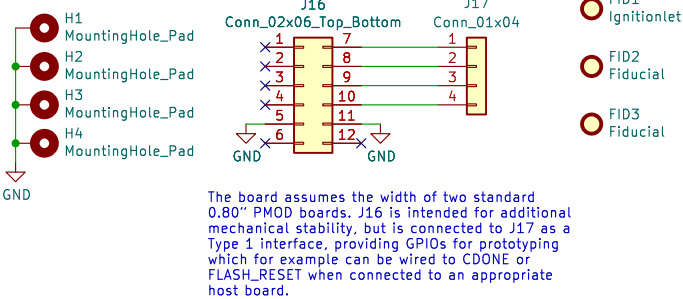 H1
MountingHole_Pad
H2
MountingHole_Pad
H3
MountingHole_Pad
H4
MountingHole_Pad
GND
J16
Conn_02x06_Top_Bottom
1 7
2 8
3 9
4 10
5 11
6 12
GND GND
J17
Conn_01x04
1
2
3
4
FID1
Ignitionlet
FID2
Fiducial
FID3
Fiducial
The board assumes the width of two standard
0.80" PMOD boards. J16 is intended for additional
mechanical stability, but is connected to J17 as a
Type 1 interface, providing GPIOs for prototyping
which for example can be wired to CDONE or
FLASH_RESET when connected to an appropriate
host board.